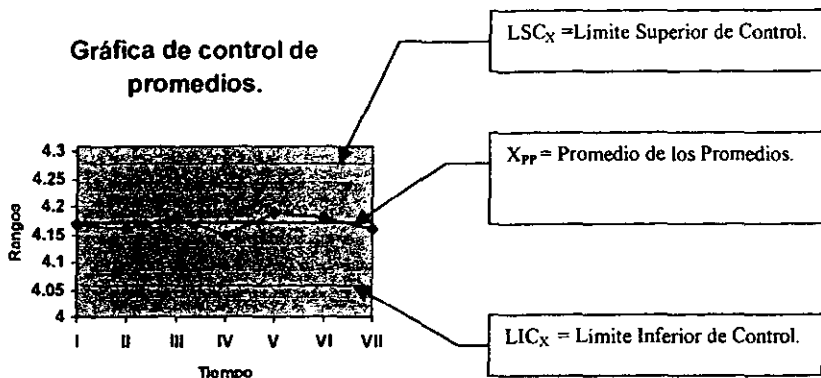 Gráfica de control de
promedios.
LSCX =Límite Superior de Control.
XPP = Promedio de los Promedios.
LICX = Límite Inferior de Control.
Rangos
4.3
4.25
4.2
4.15
4.1
4.05
4
I II III IV V VI VII
Tiempo